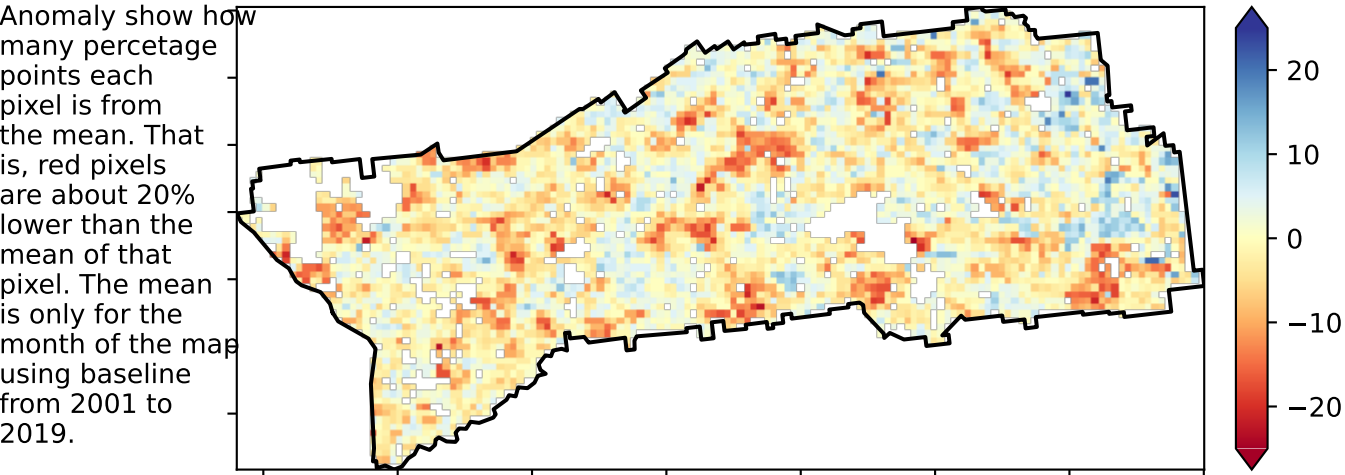 Anomaly show how
many percetage
points each
pixel is from
the mean. That
is, red pixels
are about 20%
lower than the
mean of that
pixel. The mean
is only for the
month of the map
using baseline
from 2001 to
2019.
20
10
0
−10
−20